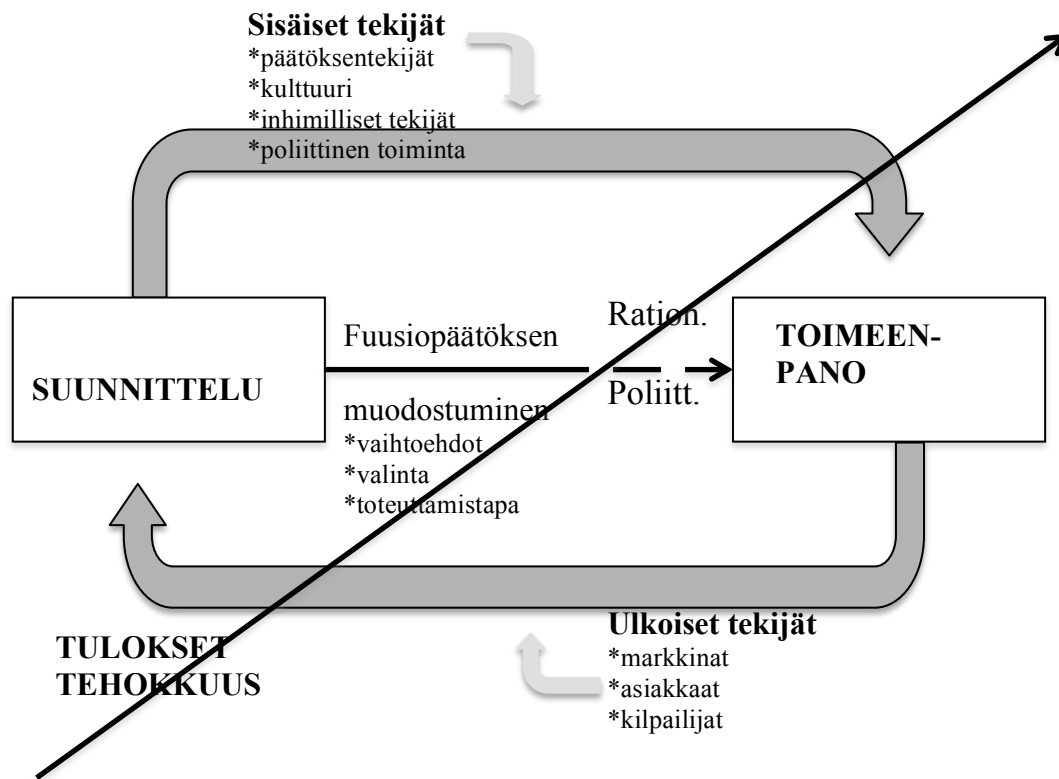 Sisäiset tekijät
*päätöksentekijät
*kulttuuri
*inhimilliset tekijät
*poliittinen toiminta
SUUNNITTELU
Fuusiopäätöksen
muodostuminen
*vaihtoehdot
*valinta
*toteuttamistapa
Ration.
Poliitt.
TOIMEEN-
PANO
TULOKSET
TEHOKKUUS
Ulkoiset tekijät
*markkinat
*asiakkaat
*kilpailijat